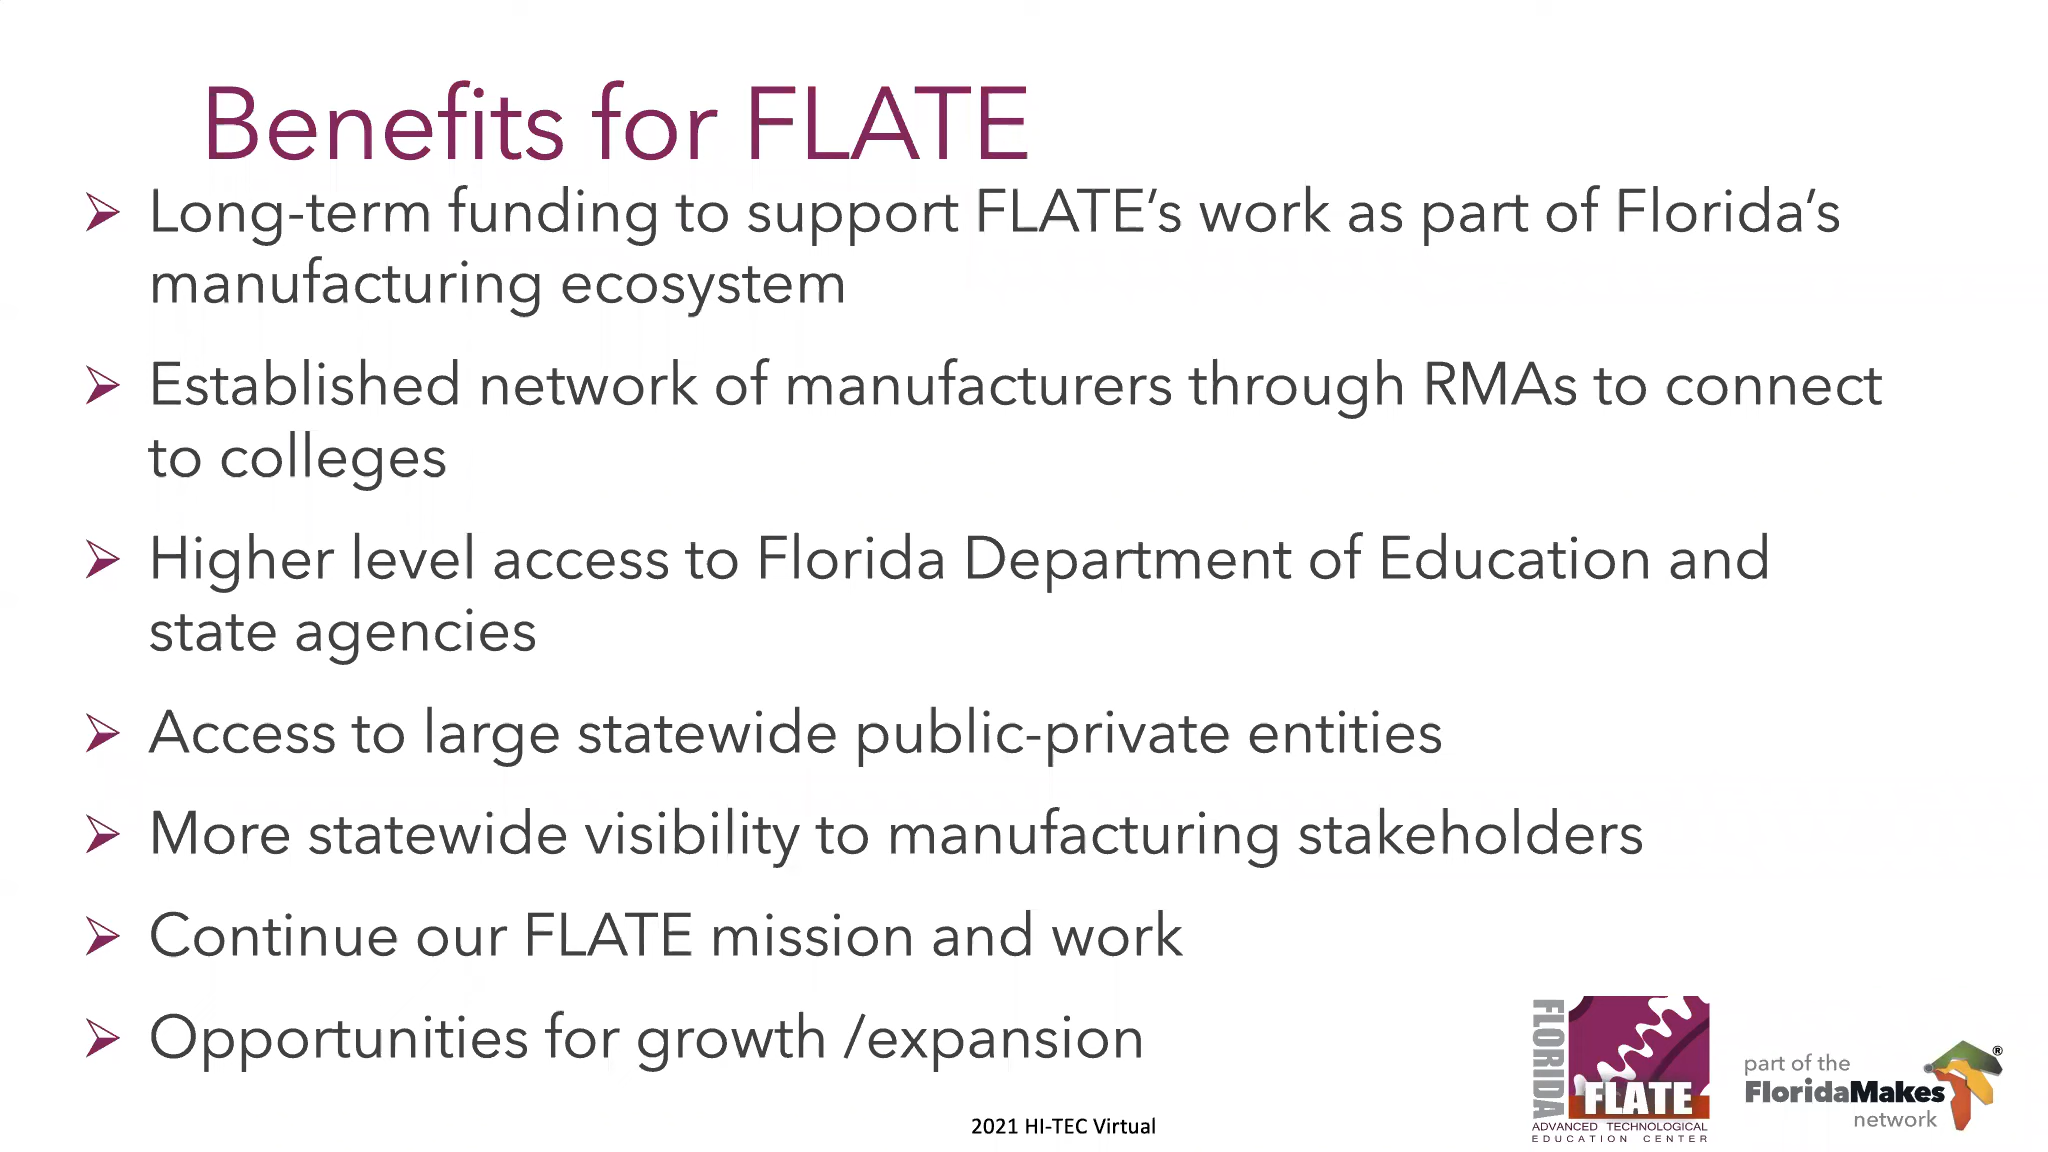 Benefits for FLATE
Long-term funding to support FLATE’s work as part of Florida’s
manufacturing ecosystem
Established network of manufacturers through RMAs to connect
to colleges
Higher level access to Florida Department of Education and
state agencies
Access to large statewide public-private entities
More statewide visibility to manufacturing stakeholders
Continue our FLATE mission and work
Opportunities for growth /expansion
2021 HI-TEC Virtual
FLORIDA
FLATE
ADVANCED TECHNOLOGICAL
EDUCATION CENTER
part of the
FloridaMakes
network
®